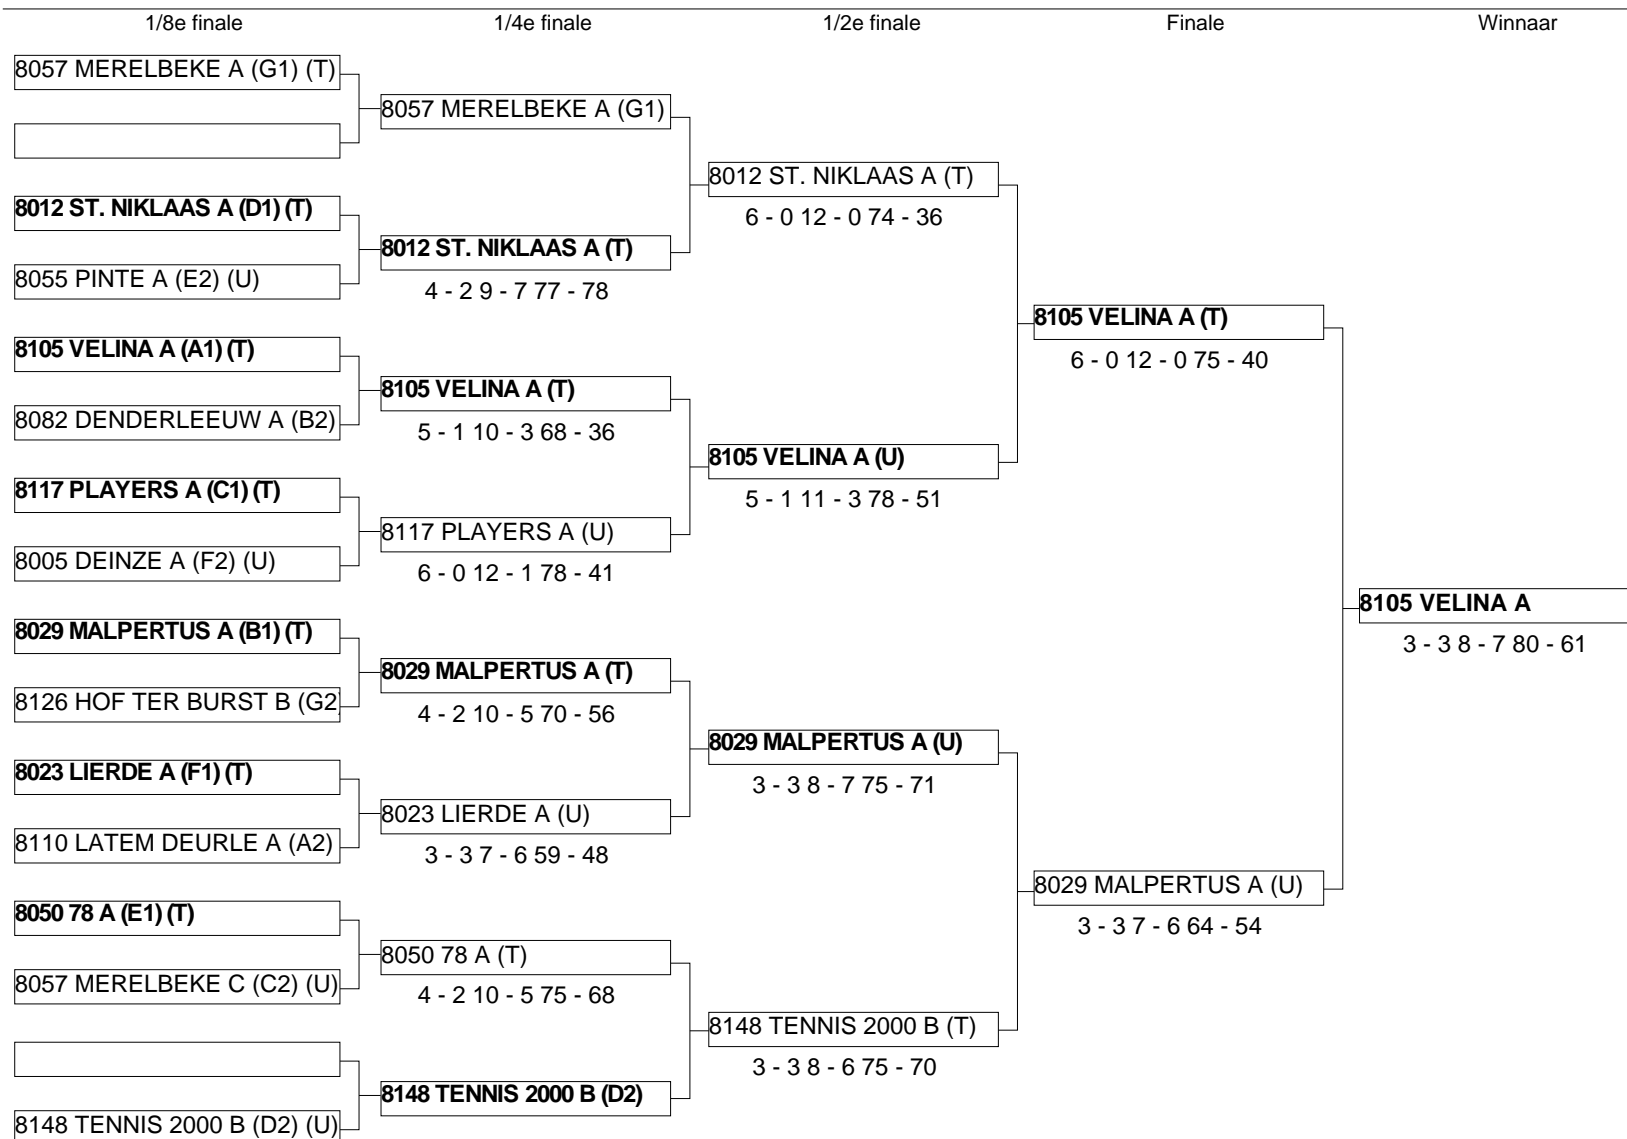 1/8e finale 1/4e finale 1/2e finale Finale Winnaar
8057 MERELBEKE A (G1) (T)
8057 MERELBEKE A (G1)
8012 ST. NIKLAAS A (T)
6 - 0 12 - 0 74 - 36
8012 ST. NIKLAAS A (D1) (T)
8012 ST. NIKLAAS A (T)
4 - 2 9 - 7 77 - 78
8055 PINTE A (E2) (U)
8105 VELINA A (T)
6 - 0 12 - 0 75 - 40
8105 VELINA A (A1) (T)
8105 VELINA A (T)
5 - 1 10 - 3 68 - 36
8082 DENDERLEEUW A (B2)
8105 VELINA A (U)
5 - 1 11 - 3 78 - 51
8117 PLAYERS A (C1) (T)
8117 PLAYERS A (U)
6 - 0 12 - 1 78 - 41
8005 DEINZE A (F2) (U)
8105 VELINA A
3 - 3 8 - 7 80 - 61
8029 MALPERTUS A (B1) (T)
8029 MALPERTUS A (T)
4 - 2 10 - 5 70 - 56
8126 HOF TER BURST B (G2)
8029 MALPERTUS A (U)
3 - 3 8 - 7 75 - 71
8023 LIERDE A (F1) (T)
8023 LIERDE A (U)
3 - 3 7 - 6 59 - 48
8110 LATEM DEURLE A (A2)
8029 MALPERTUS A (U)
3 - 3 7 - 6 64 - 54
8050 78 A (E1) (T)
8050 78 A (T)
4 - 2 10 - 5 75 - 68
8057 MERELBEKE C (C2) (U)
8148 TENNIS 2000 B (T)
3 - 3 8 - 6 75 - 70
8148 TENNIS 2000 B (D2)
8148 TENNIS 2000 B (D2) (U)